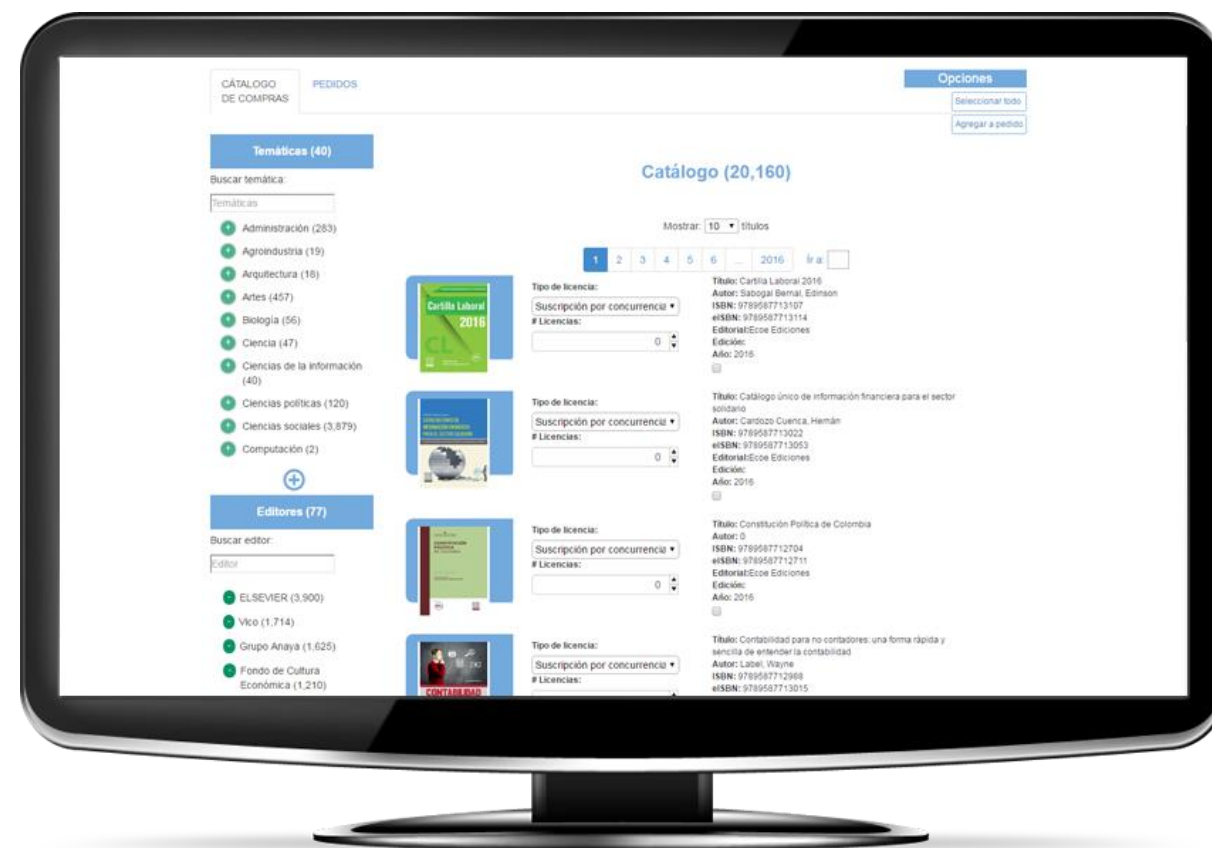 CÁTALOGO
DE COMPRAS
PEDIDOS
Opciones
Seleccionar todo
Agregar a pedido
Temáticas (40)
Buscar temática:
Temáticas
Administración (283)
Agroindustria (19)
Arquitectura (18)
Artes (457)
Biología (56)
Ciencia (47)
Ciencias de la información
(40)
Ciencias políticas (120)
Ciencias sociales (3,879)
Computación (2)
Editores (77)
Buscar editor:
Editor
ELSEVIER (3,900)
Vico (1,714)
Grupo Anaya (1,625)
Fondo de Cultura
Económica (1,210)
Catálogo (20,160)
Mostrar: 10 títulos
1 2 3 4 5 6 ... 2016 Ír a:
Cartilla Laboral
2016
CL
Tipo de licencia:
Suscripción por concurrencia
# Licencias:
0
Título: Cartilla Laboral 2016
Autor: Sabogal Bernal, Edinson
ISBN: 9789587713107
eISBN: 9789587713114
Editorial:Ecoe Ediciones
Edición:
Año: 2016
Tipo de licencia:
Suscripción por concurrencia
# Licencias:
0
Título: Catálogo único de información financiera para el sector
solidario
Autor: Cardozo Cuenca, Hernán
ISBN: 9789587713022
eISBN: 9789587713053
Editorial:Ecoe Ediciones
Edición:
Año: 2016
CONSTITUCIÓN
POLÍTICA
Tipo de licencia:
Suscripción por concurrencia
# Licencias:
0
Título: Constitución Política de Colombia
Autor: 0
ISBN: 9789587712704
eISBN: 9789587712711
Editorial:Ecoe Ediciones
Edición:
Año: 2016
CONTABILIDAD
Tipo de licencia:
Suscripción por concurrencia
# Licencias:
Título: Contabilidad para no contadores: una forma rápida y
sencilla de entender la contabilidad
Autor: Label, Wayne
ISBN: 9789587712988
eISBN: 9789587713015